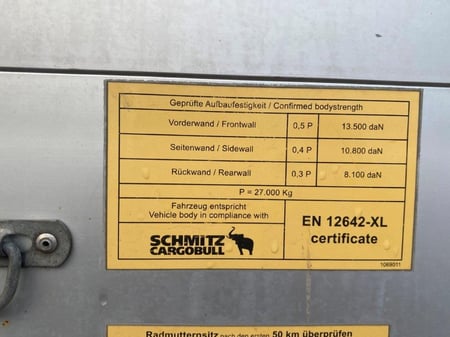 Geprüfte Aufbaufestigkeit / Confirmed bodystrength
Vorderwand / Frontwall 0,5 P 13.500 daN
Seitenwand / Sidewall 0,4 P 10.800 daN
Rückwand / Rearwall 0,3 P 8.100 daN
P = 27.000 Kg
Fahrzeug entspricht
Vehicle body in compliance with
SCHMITZ
CARGOBULL
EN 12642-XL
certificate
1069011
Radmutternsitz nach den ersten 50 km überprüfen